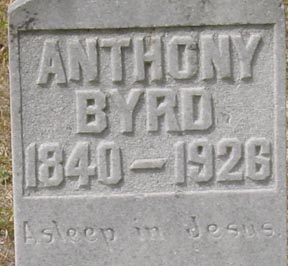 ANTHONY
BYRD
1840-1926
Asleep in Jesus.